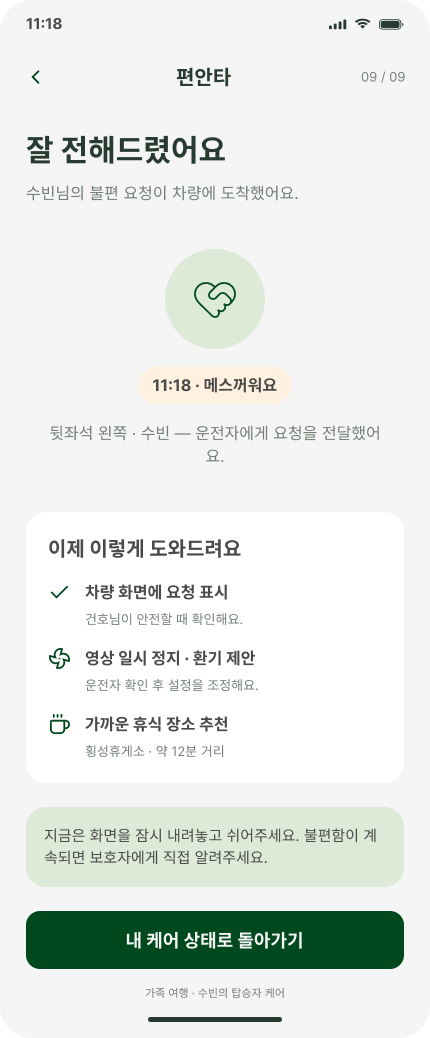 11:18
편안타
09 / 09
잘 전해드렸어요
수빈님의 불편 요청이 차량에 도착했어요.
11:18 · 메스꺼워요
뒷좌석 왼쪽 · 수빈 — 운전자에게 요청을 전달했어
요.
이제 이렇게 도와드려요
차량 화면에 요청 표시
건호님이 안전할 때 확인해요.
영상 일시 정지 · 환기 제안
운전자 확인 후 설정을 조정해요.
가까운 휴식 장소 추천
횡성휴게소 · 약 12분 거리
지금은 화면을 잠시 내려놓고 쉬어주세요. 불편함이 계
속되면 보호자에게 직접 알려주세요.
내 케어 상태로 돌아가기
가족 여행 · 수빈의 탑승자 케어